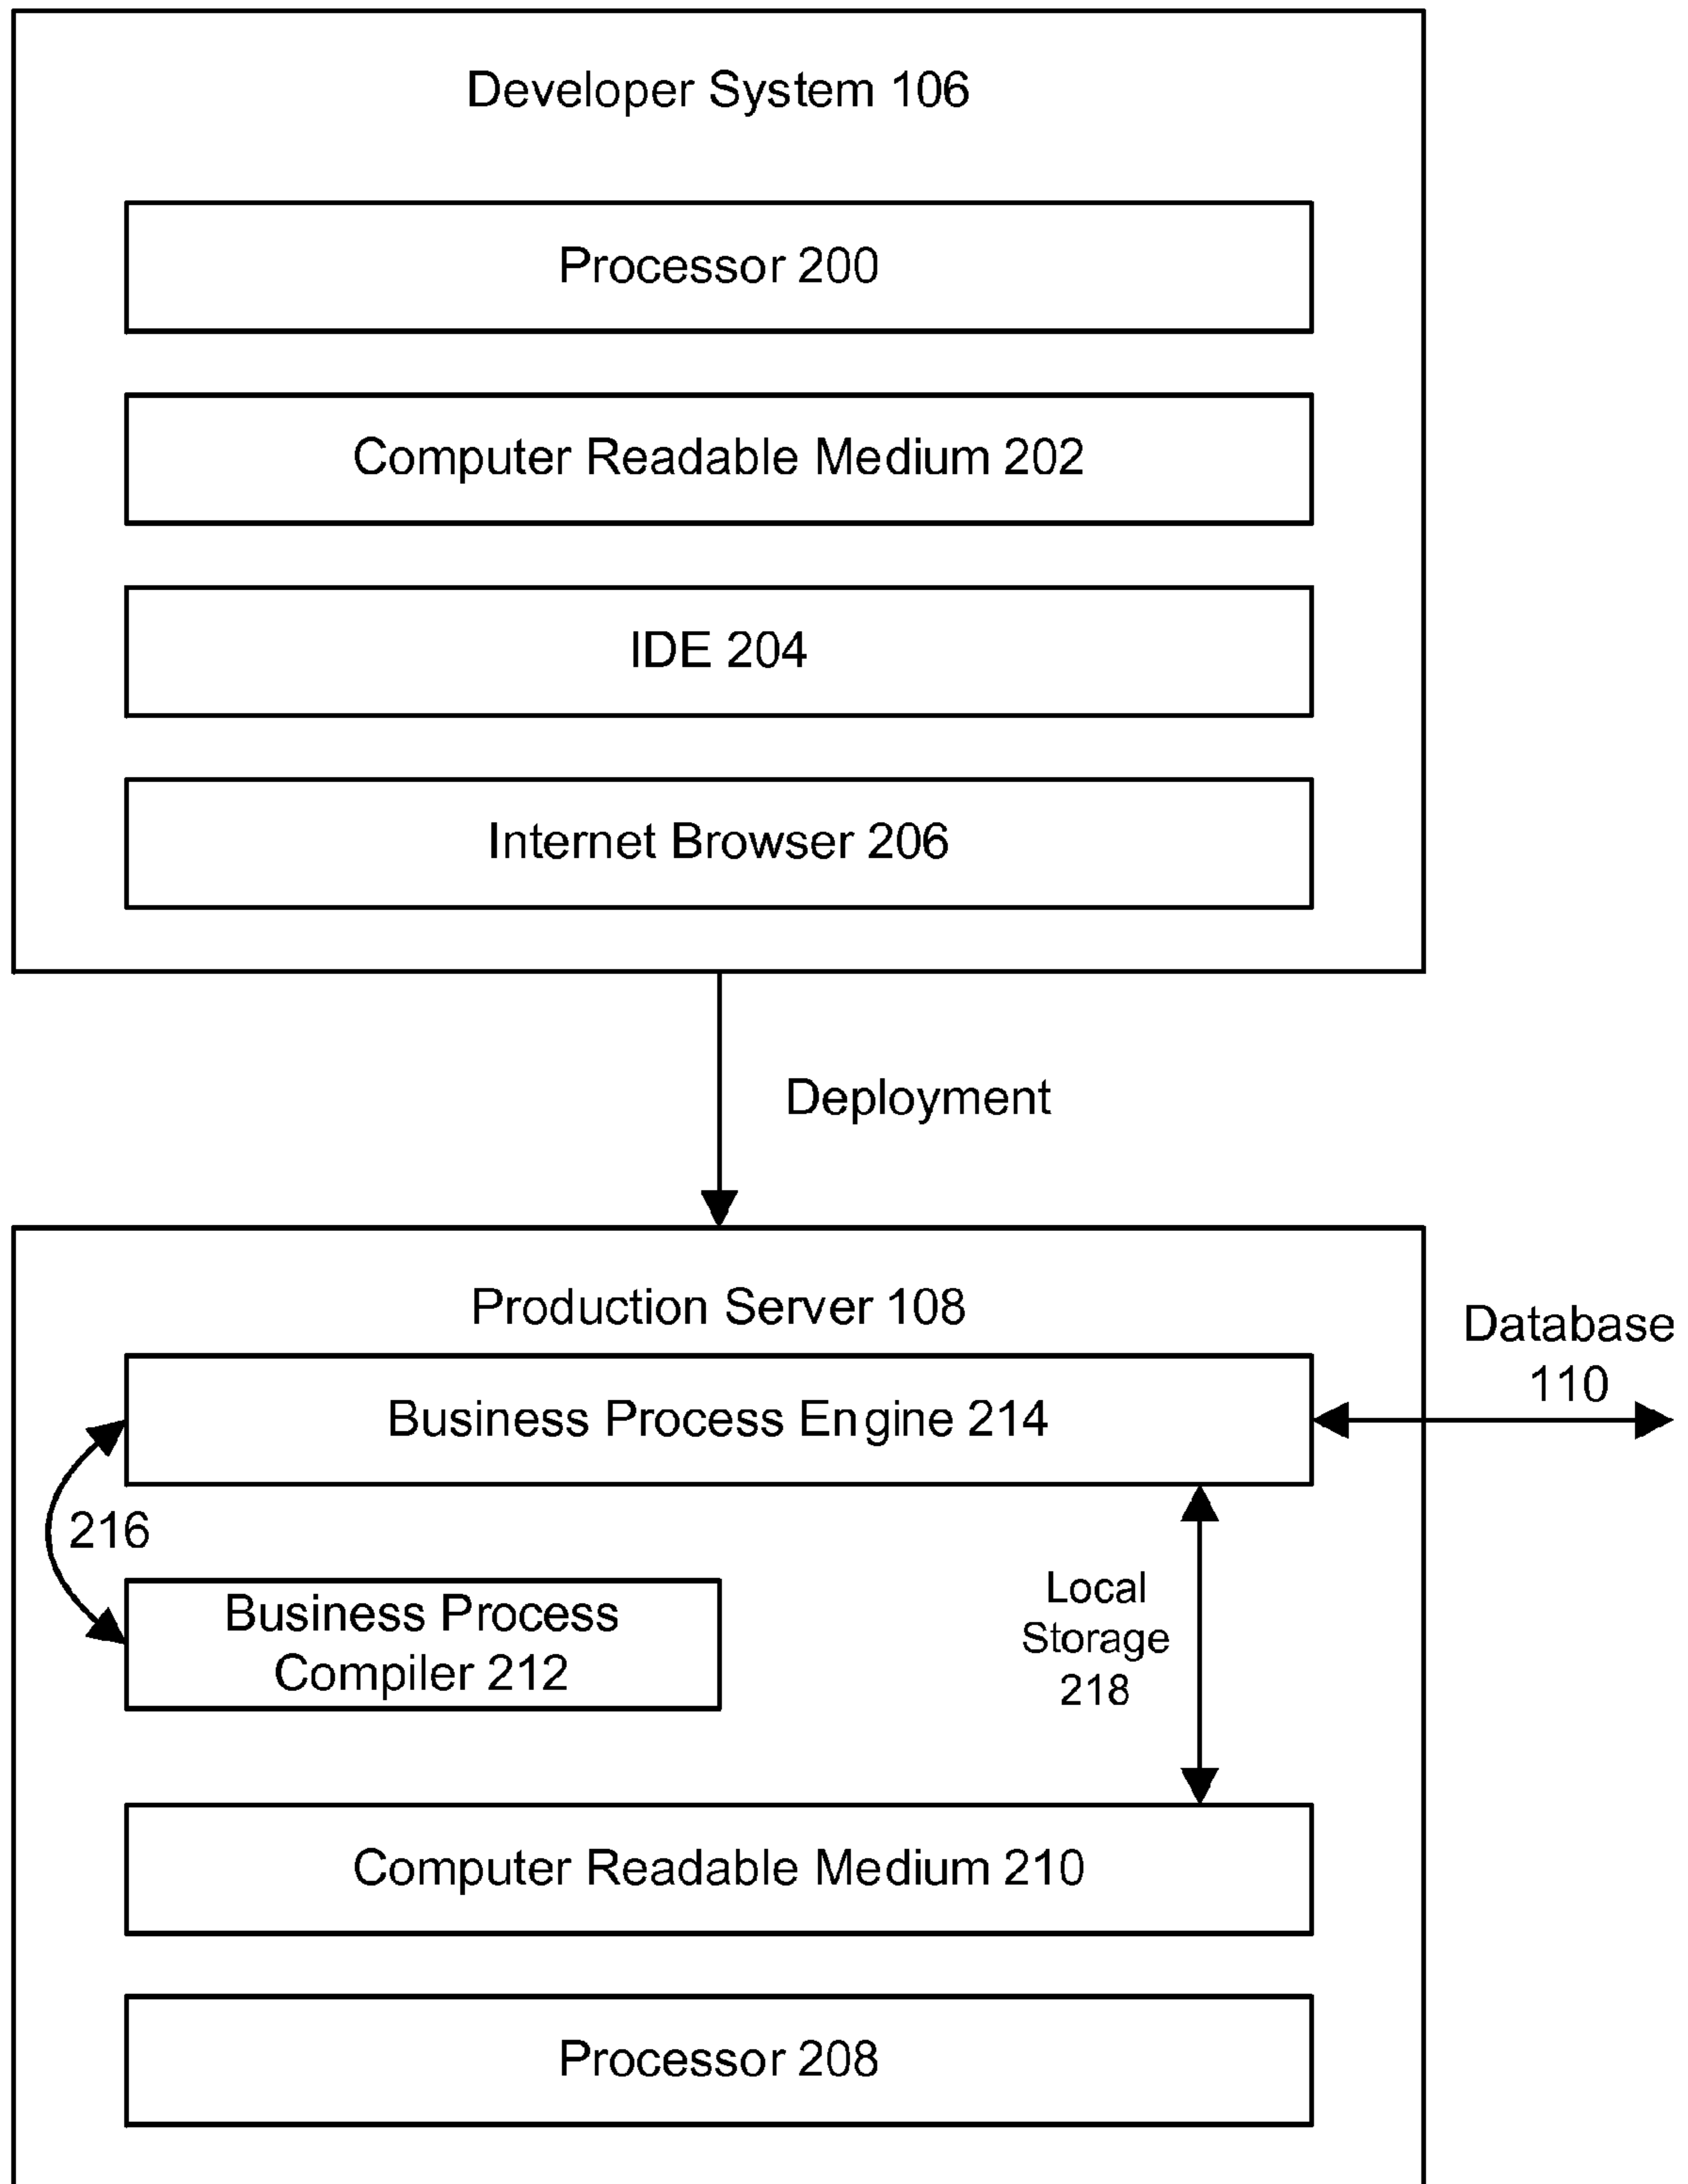 Developer System 106
Processor 200
Computer Readable Medium 202
IDE 204
Internet Browser 206
Deployment
Production Server 108
Database
110
Business Process Engine 214
216
Business Process
Compiler 212
Local
Storage
218
Computer Readable Medium 210
Processor 208